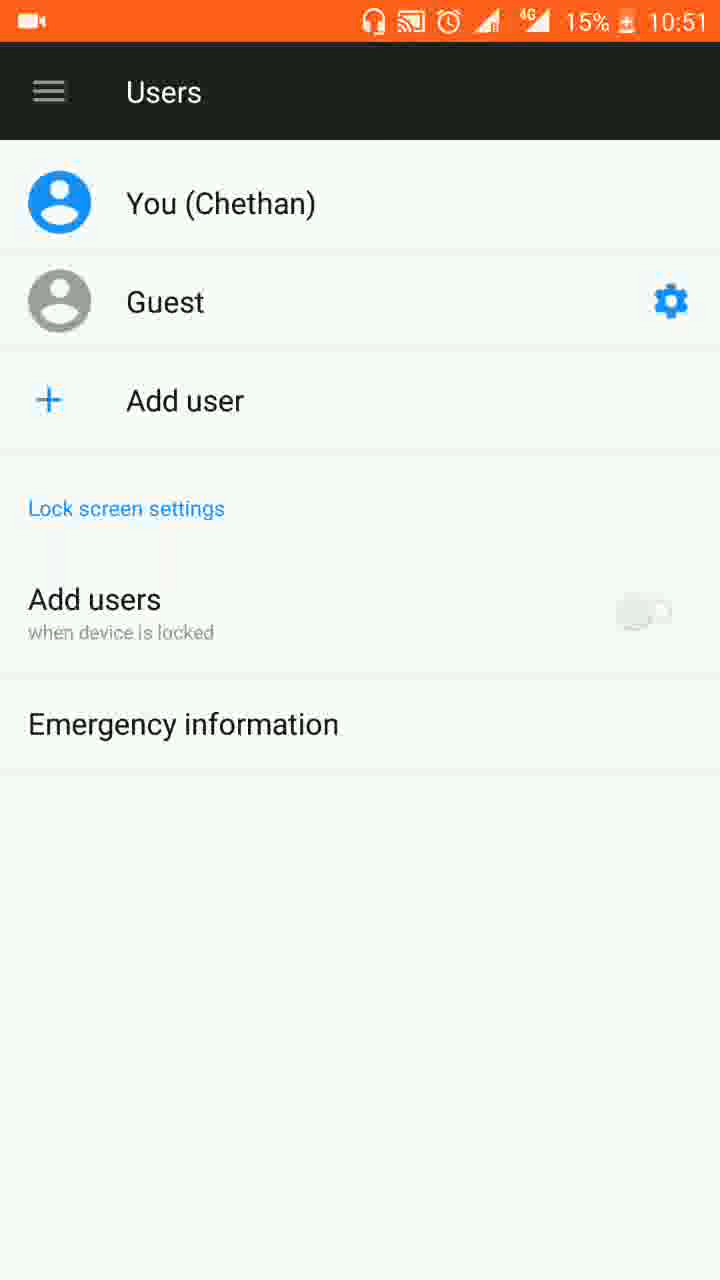 4G 15% 10:51
Users
You (Chethan)
Guest
Add user
Lock screen settings
Add users
when device is locked
Emergency information